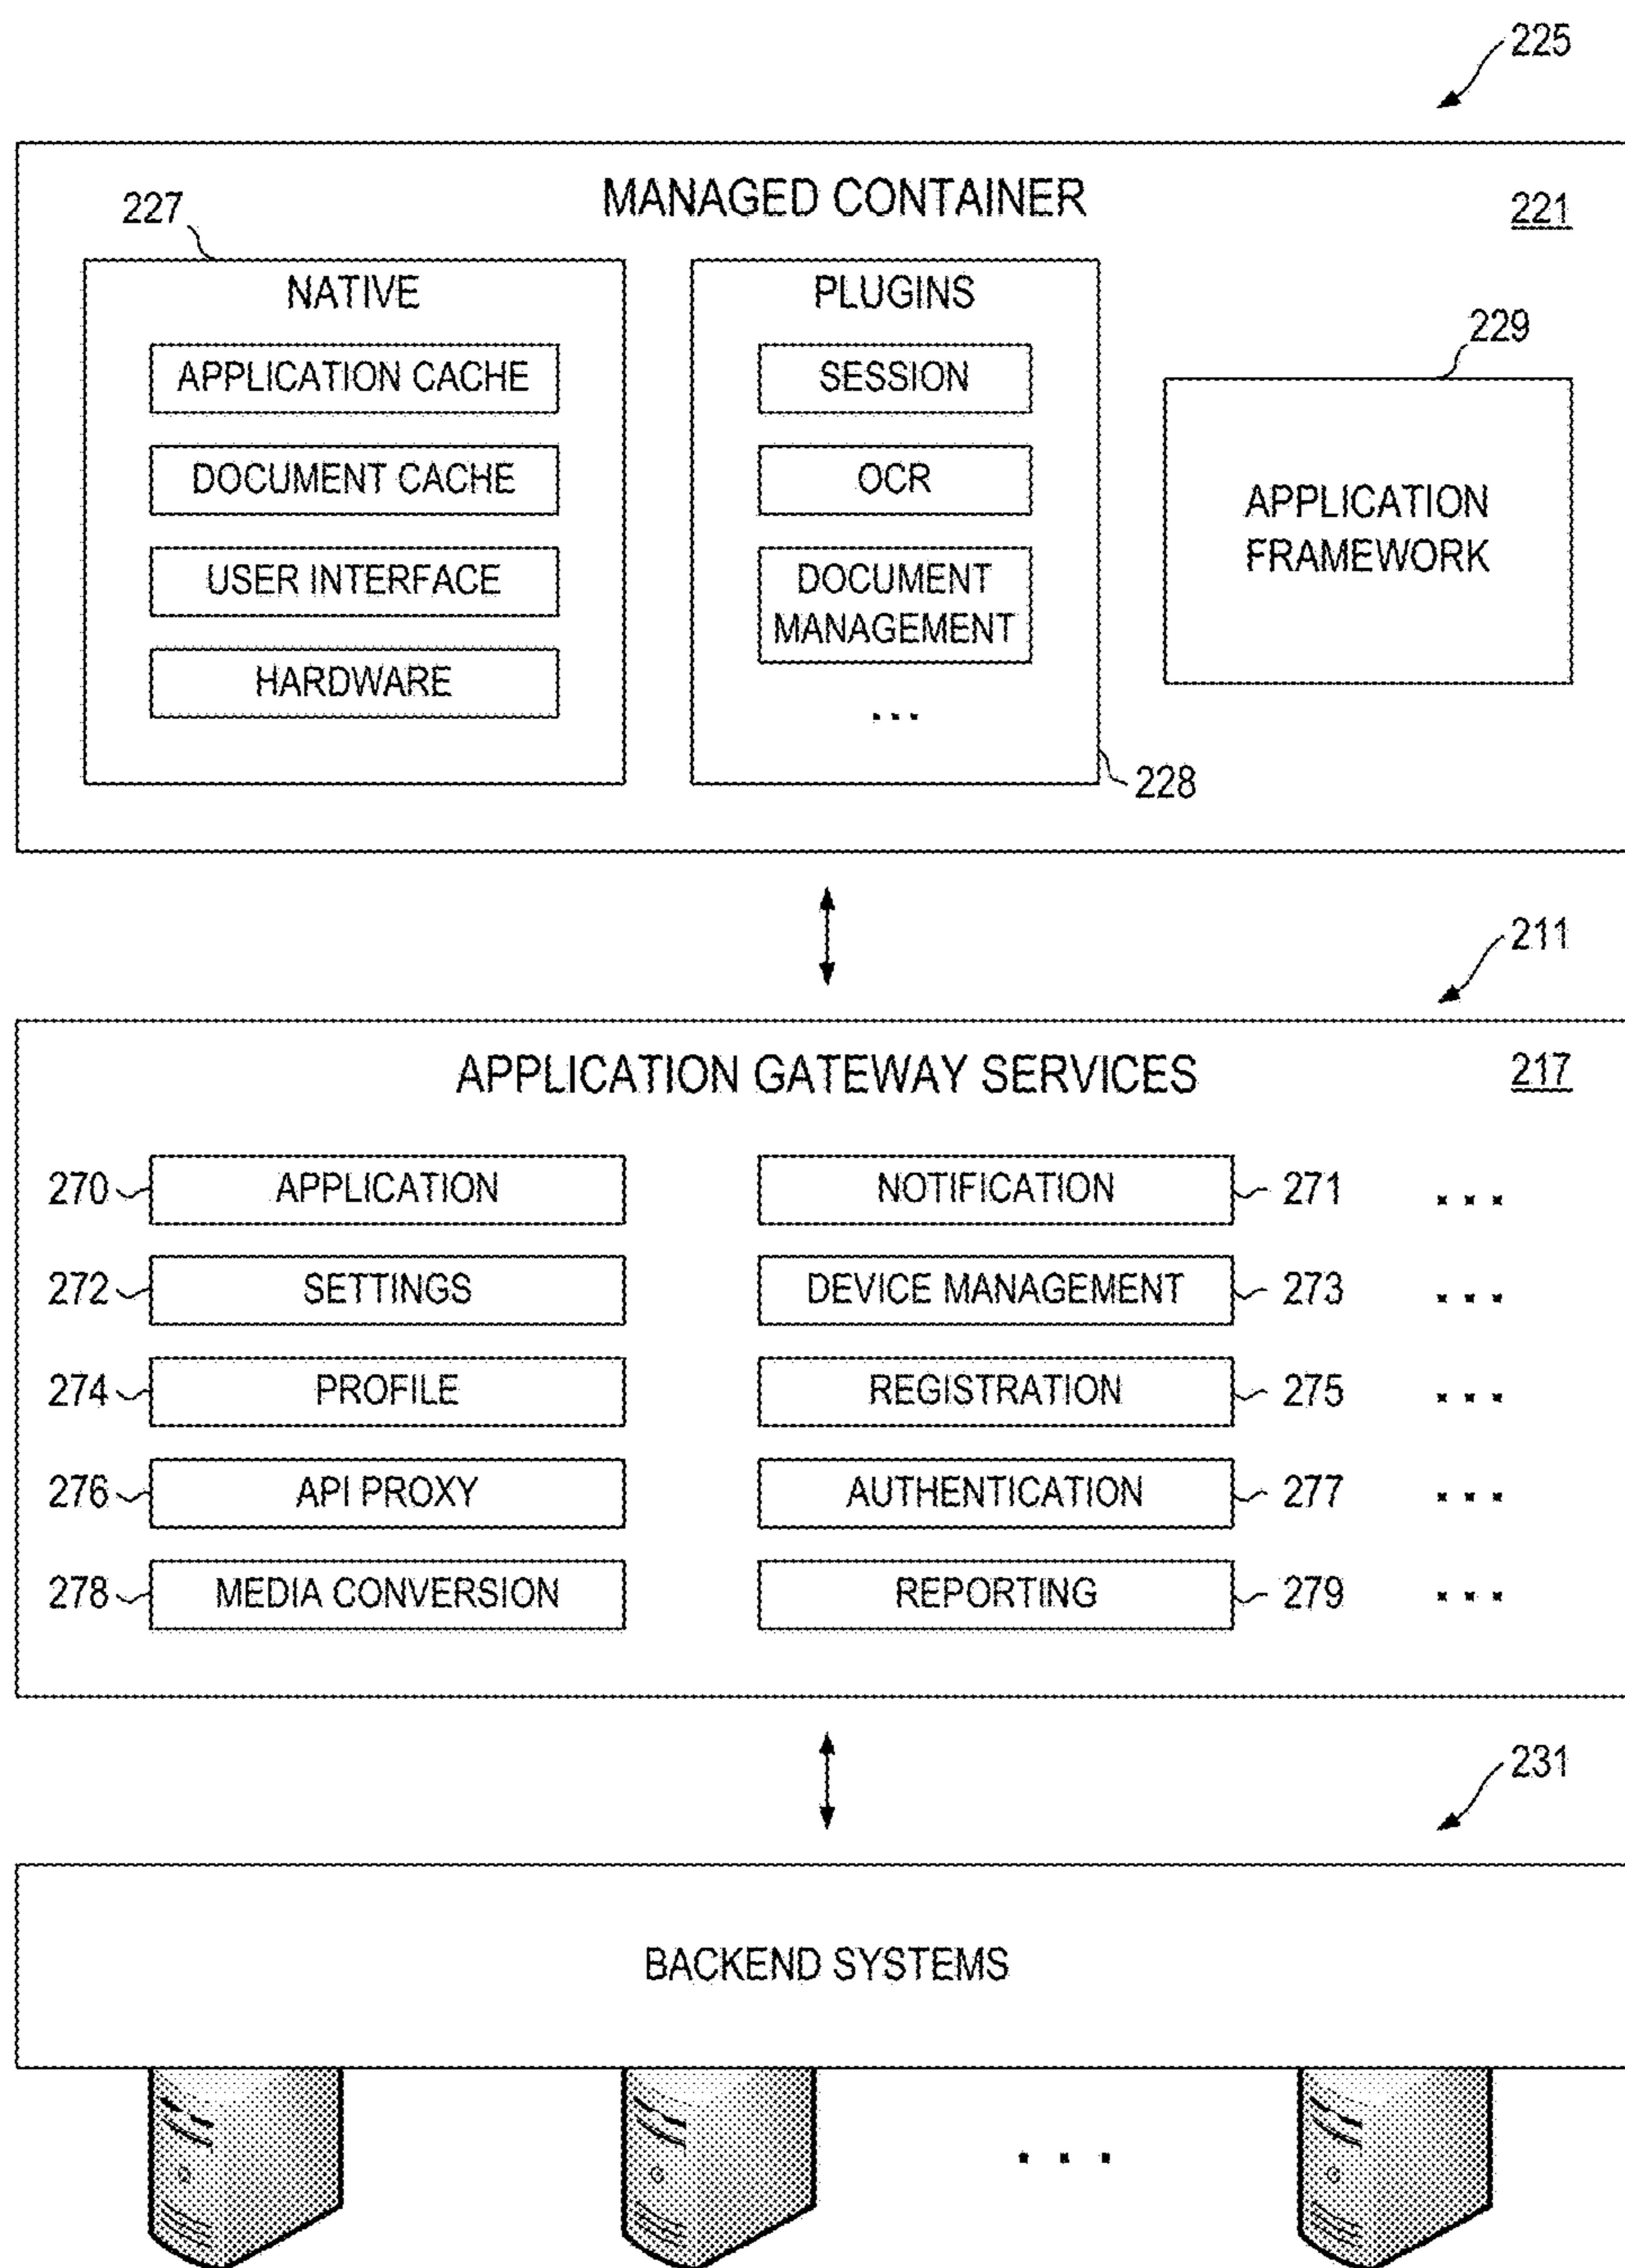 225
MANAGED CONTAINER
221
227
NATIVE
APPLICATION CACHE
DOCUMENT CACHE
USER INTERFACE
HARDWARE
PLUGINS
SESSION
OCR
DOCUMENT
MANAGEMENT
...
228
229
APPLICATION
FRAMEWORK
211
APPLICATION GATEWAY SERVICES
217
270 APPLICATION NOTIFICATION 271 ...
272 SETTINGS DEVICE MANAGEMENT 273 ...
274 PROFILE REGISTRATION 275 ...
276 API PROXY AUTHENTICATION 277 ...
278 MEDIA CONVERSION REPORTING 279 ...
231
BACKEND SYSTEMS
...